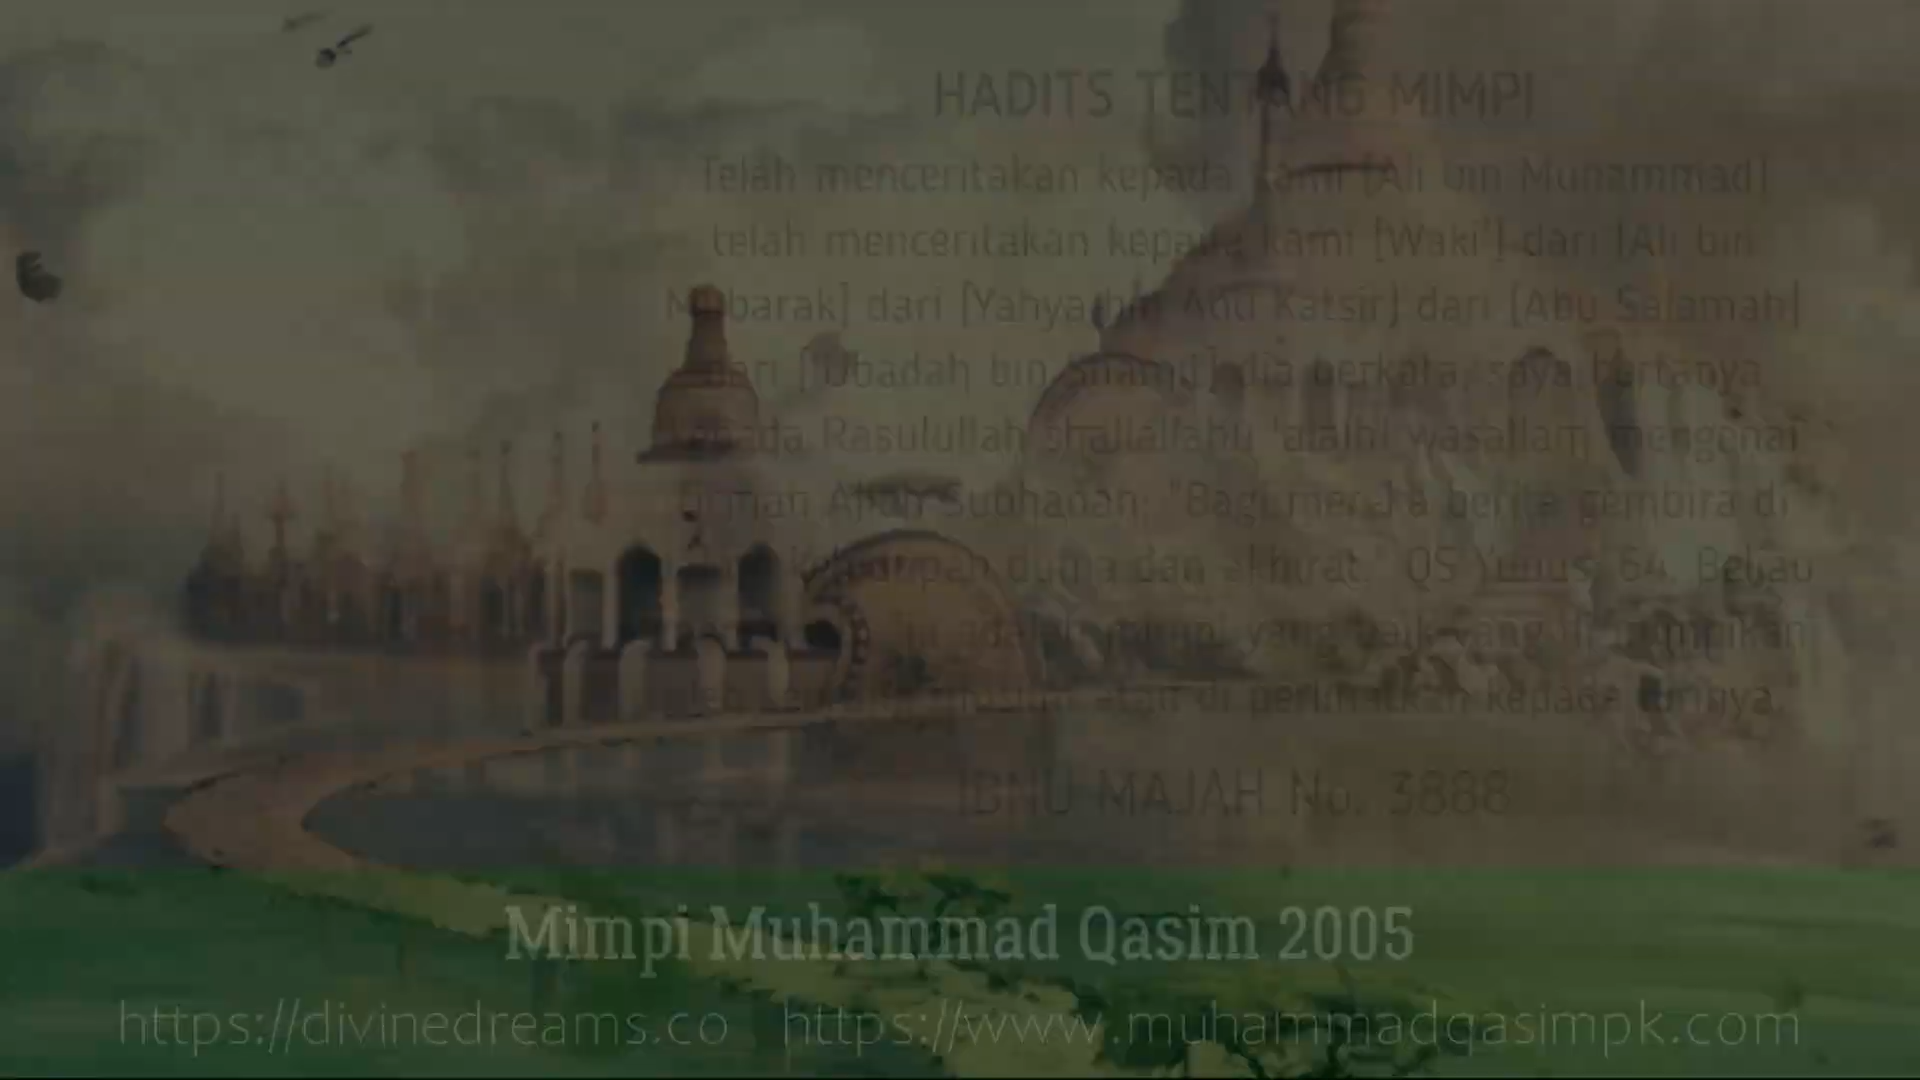 HADITS TENTANG MIMPI
Telah menceritakan kepada kami [Ali bin Muhammad]
telah menceritakan kepada kami [Waki'] dari [Ali bin
Mubarak] dari [Yahya bin Abu Katsir] dari [Abu Salamah]
dari ['Ubadah bin Shamit] dia berkata, saya bertanya
Rasulullah shallallahu 'alaihi wasallam mengenai
Allah Subhanah: "Bagi mereka berita gembira di
kehidupan dunia dan akhirat." QS Yunus: 64. Beliau
adalah mimpi yang baik yang di mimpikan
di perlihatkan kepada dirinya.
IBNU MAJAH No. 3888
Mimpi Muhammad Qasim 2005
https://divinedreams.co https://www.muhammadqasimpk.com